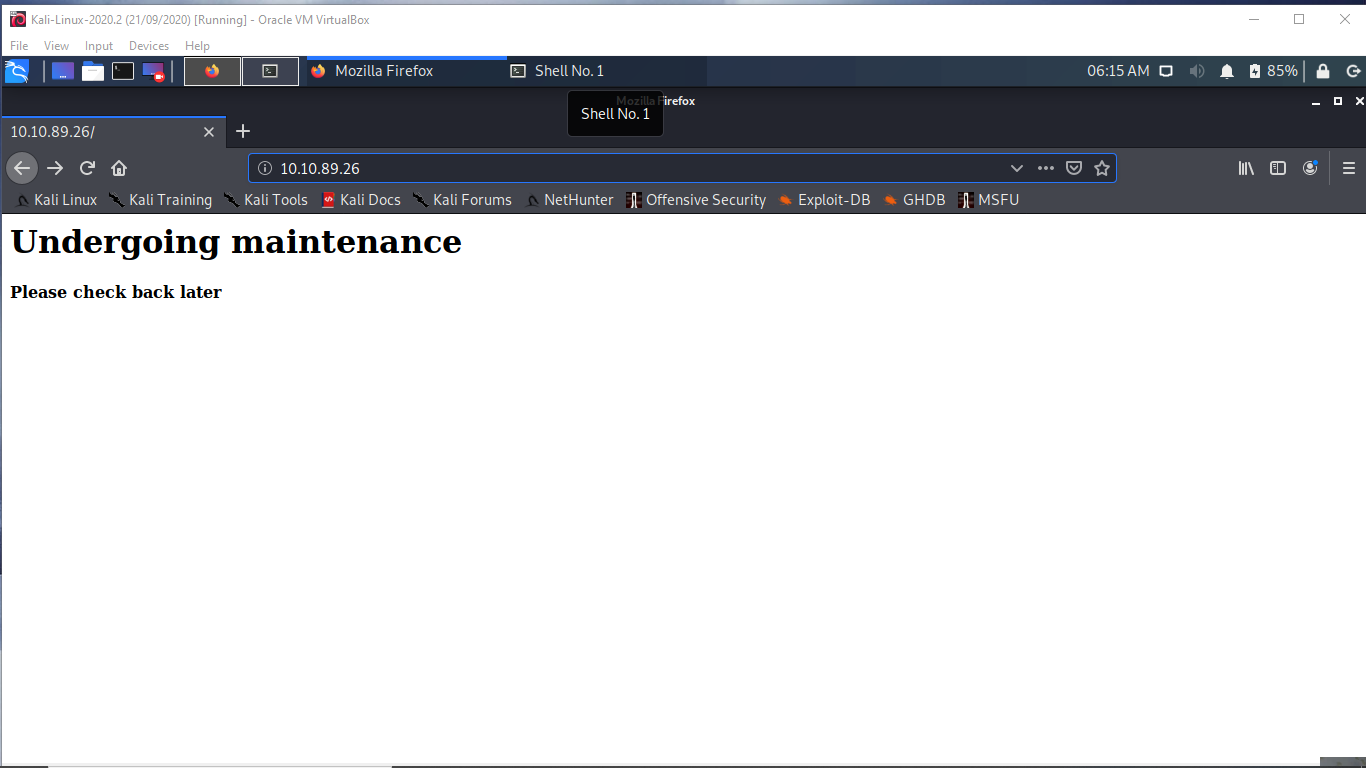 Kali-Linux-2020.2 (21/09/2020) [Running] - Oracle VM VirtualBox
File View Input Devices Help
Mozilla Firefox Shell No. 1 06:15 AM 85%
Mozilla Firefox
Shell No. 1
10.10.89.26/
10.10.89.26
Kali Linux Kali Training Kali Tools Kali Docs Kali Forums NetHunter Offensive Security Exploit-DB GHDB MSFU
Undergoing maintenance
Please check back later